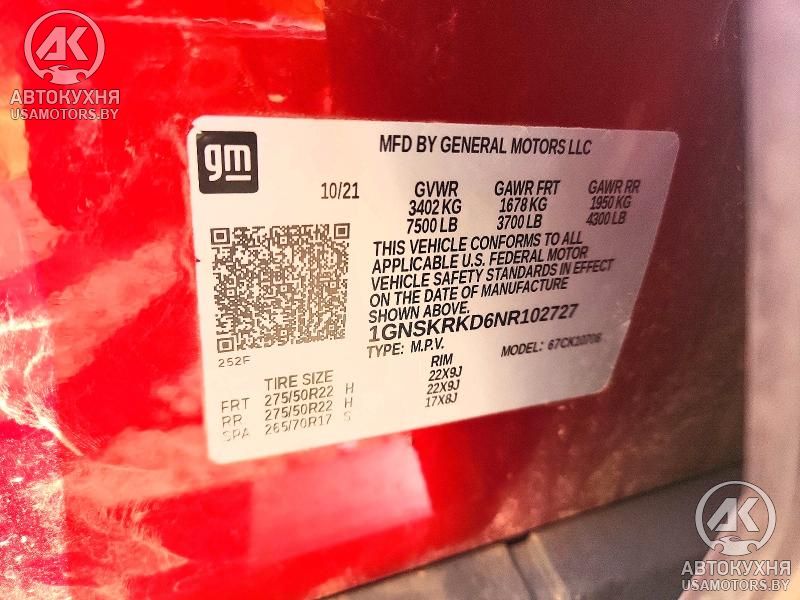 AK
АВТОКУХНЯ
USAMOTORS.BY
gm
MFD BY GENERAL MOTORS LLC
10/21 GVWR GAWR FRT GAWR RR
3402 KG 1678 KG 1950 KG
7500 LB 3700 LB 4300 LB
THIS VEHICLE CONFORMS TO ALL
APPLICABLE U.S. FEDERAL MOTOR
VEHICLE SAFETY STANDARDS IN EFFECT
ON THE DATE OF MANUFACTURE
SHOWN ABOVE.
1GNSKRKD6NR102727
TYPE: M.P.V. MODEL: 67CK10706
252F
TIRE SIZE RIM
FRT 275/50R22 H 22X9J
RR 275/50R22 H 22X9J
SPA 265/70R17 S 17X8J
AK
АВТОКУХНЯ
USAMOTORS.BY